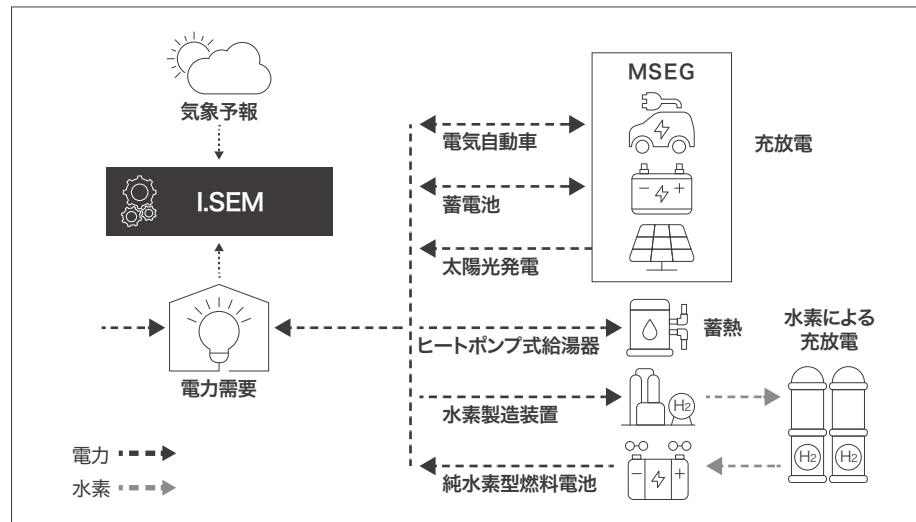 気象予報
I.SEM
電力需要
電力
水素
MSEG
電気自動車
充放電
蓄電池
太陽光発電
ヒートポンプ式給湯器
蓄熱
水素による
充放電
水素製造装置
H2
純水素型燃料電池
H2
H2